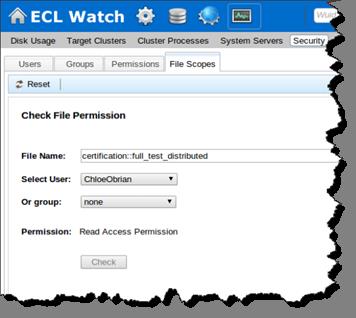 ECL Watch
Disk Usage Target Clusters Cluster Processes System Servers Security
Users Groups Permissions File Scopes
Reset
Check File Permission
File Name: certification::full_test_distributed
Select User: ChloeObrian
Or group: none
Permission: Read Access Permission
Check